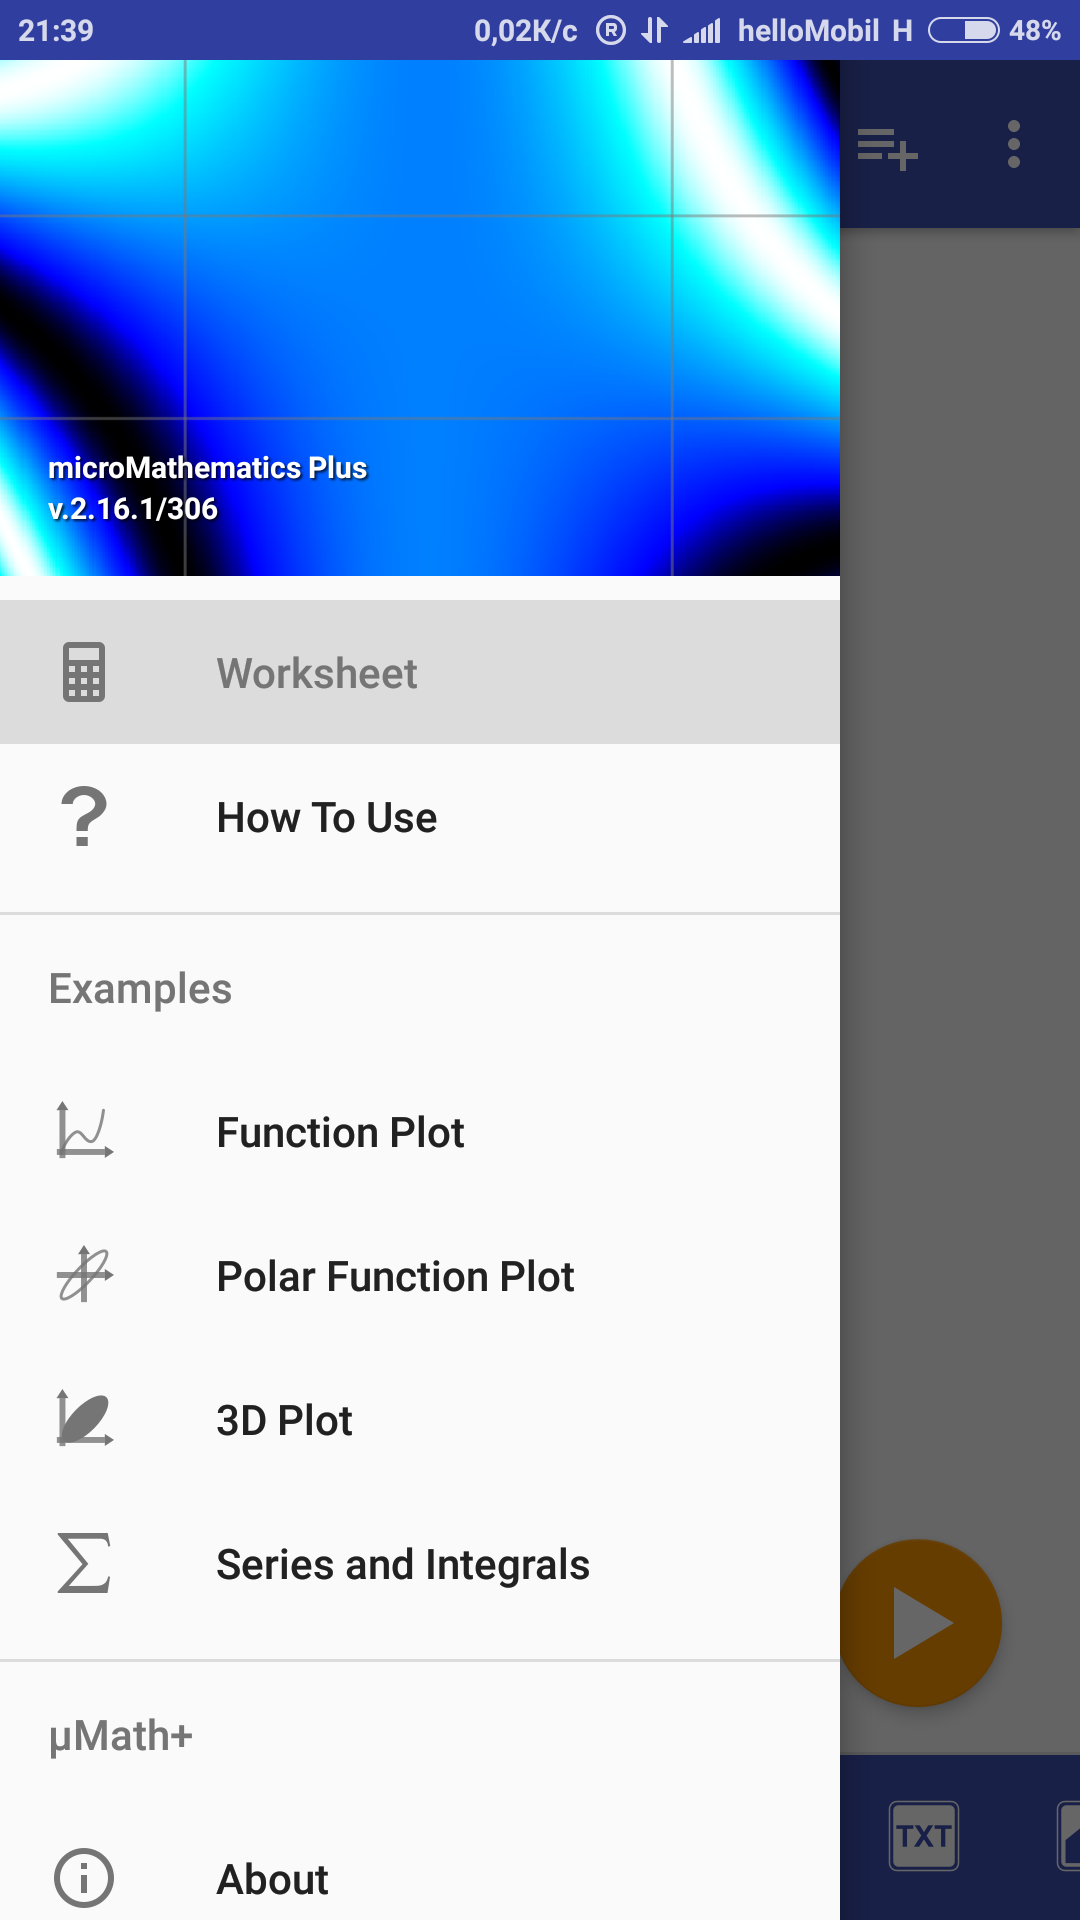 21:39 0,02K/c R helloMobil H 48%
microMathematics Plus
v.2.16.1/306
Worksheet
How To Use
Examples
Function Plot
Polar Function Plot
3D Plot
Series and Integrals
µMath+
TXT
About